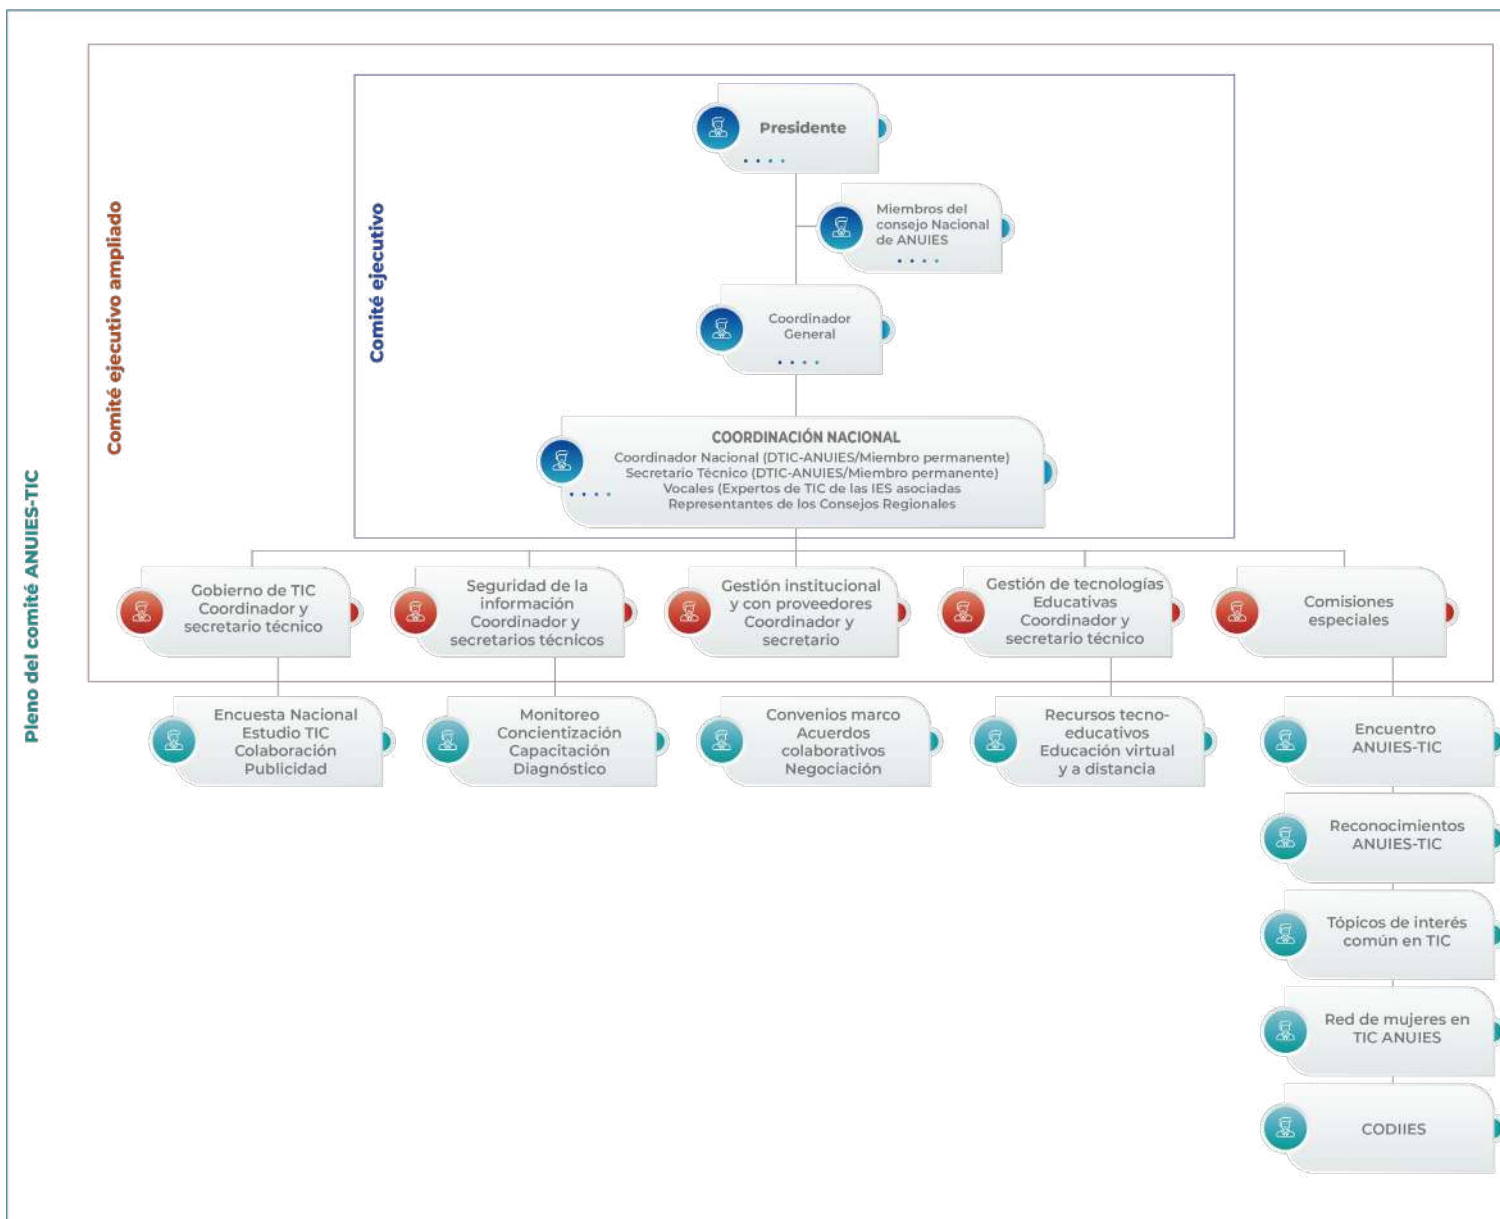 Pleno del comité ANUIES-TIC
Comité ejecutivo ampliado
Comité ejecutivo
Presidente
Miembros del
consejo Nacional
de ANUIES
Coordinador
General
COORDINACIÓN NACIONAL
Coordinador Nacional (DTIC-ANUIES/Miembro permanente)
Secretario Técnico (DTIC-ANUIES/Miembro permanente)
Vocales (Expertos de TIC de las IES asociadas
Representantes de los Consejos Regionales
Gobierno de TIC
Coordinador y
secretario técnico
Seguridad de la
información
Coordinador y
secretarios técnicos
Gestión institucional
y con proveedores
Coordinador y
secretario
Gestión de tecnologías
Educativas
Coordinador y
secretario técnico
Comisiones
especiales
Encuesta Nacional
Estudio TIC
Colaboración
Publicidad
Monitoreo
Concientización
Capacitación
Diagnóstico
Convenios marco
Acuerdos
colaborativos
Negociación
Recursos tecno-
educativos
Educación virtual
y a distancia
Encuentro
ANUIES-TIC
Reconocimientos
ANUIES-TIC
Tópicos de interés
común en TIC
Red de mujeres en
TIC ANUIES
CODIIES